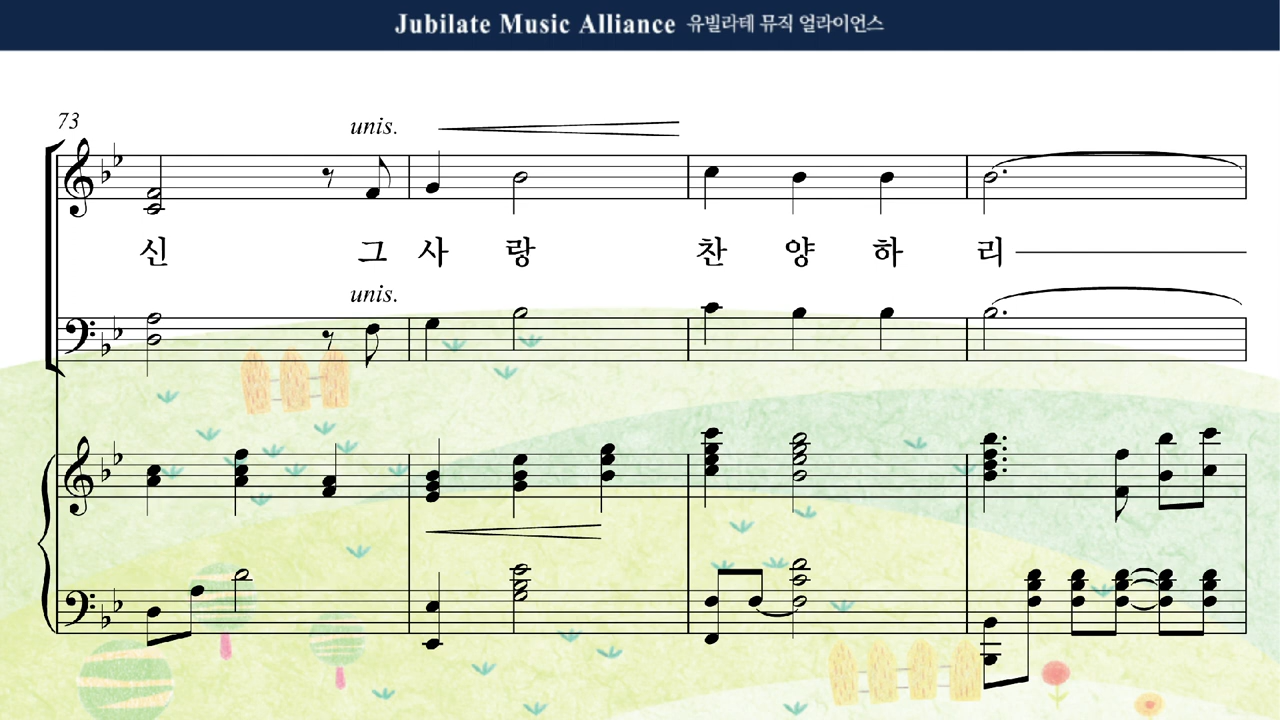 Jubilate Music Alliance 유빌라테 뮤직 얼라이언스
73
unis.
신 그 사 랑 찬 양 하 리
unis.